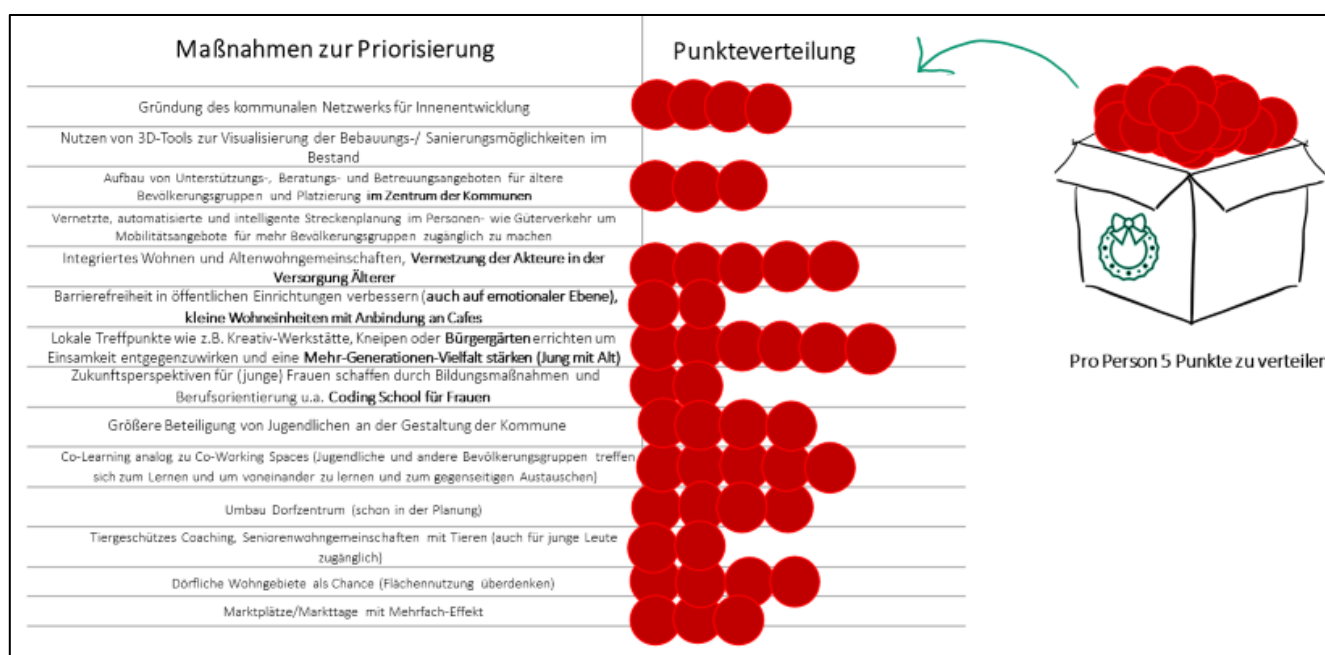 Maßnahmen zur Priorisierung
Punkteverteilung
Gründung des kommunalen Netzwerks für Innenentwicklung
Nutzen von 3D-Tools zur Visualisierung der Bebauungs-/ Sanierungsmöglichkeiten im
Bestand
Aufbau von Unterstützungs-, Beratungs- und Betreuungsangeboten für ältere
Bevölkerungsgruppen und Platzierung im Zentrum der Kommunen
Vernetzte, automatisierte und intelligente Streckenplanung im Personen- wie Güterverkehr um
Mobilitätsangebote für mehr Bevölkerungsgruppen zugänglich zu machen
Integriertes Wohnen und Altenwohngemeinschaften, Vernetzung der Akteure in der
Versorgung Älterer
Barrierefreiheit in öffentlichen Einrichtungen verbessern (auch auf emotionaler Ebene),
kleine Wohneinheiten mit Anbindung an Cafes
Lokale Treffpunkte wie z.B. Kreativ-Werkstätte, Kneipen oder Bürgergärten errichten um
Einsamkeit entgegenzuwirken und eine Mehr-Generationen-Vielfalt stärken (Jung mit Alt)
Zukunftsperspektiven für (junge) Frauen schaffen durch Bildungsmaßnahmen und
Berufsorientierung u.a. Coding School für Frauen
Größere Beteiligung von Jugendlichen an der Gestaltung der Kommune
Co-Learning analog zu Co-Working Spaces (Jugendliche und andere Bevölkerungsgruppen treffen
sich zum Lernen und um voneinander zu lernen und zum gegenseitigen Austauschen)
Umbau Dorfzentrum (schon in der Planung)
Tiergeschützes Coaching, Seniorenwohngemeinschaften mit Tieren (auch für junge Leute
zugänglich)
Dörfliche Wohngebiete als Chance (Flächennutzung überdenken)
Marktplätze/Markttage mit Mehrfach-Effekt
Pro Person 5 Punkte zu verteilen